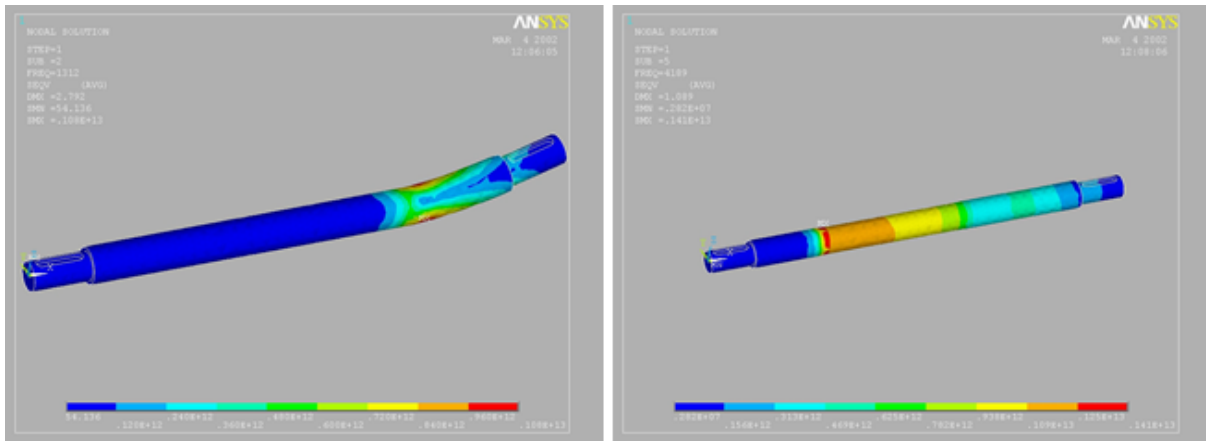 ANSYS
NODAL SOLUTION
MAR 4 2002
12:06:05
STEP=1
SUB =2
FREQ=1312
SEQV (AVG)
DMX =2.792
SMN =54.136
SMX =.108E+13
54.136
.120E+12
.240E+12
.360E+12
.480E+12
.600E+12
.720E+12
.840E+12
.960E+12
.108E+13
ANSYS
NODAL SOLUTION
MAR 4 2002
12:08:06
STEP=1
SUB =5
FREQ=4189
SEQV (AVG)
DMX =1.089
SMN =.282E+07
SMX =.141E+13
MX
.282E+07
.156E+12
.313E+12
.469E+12
.625E+12
.782E+12
.938E+12
.109E+13
.125E+13
.141E+13